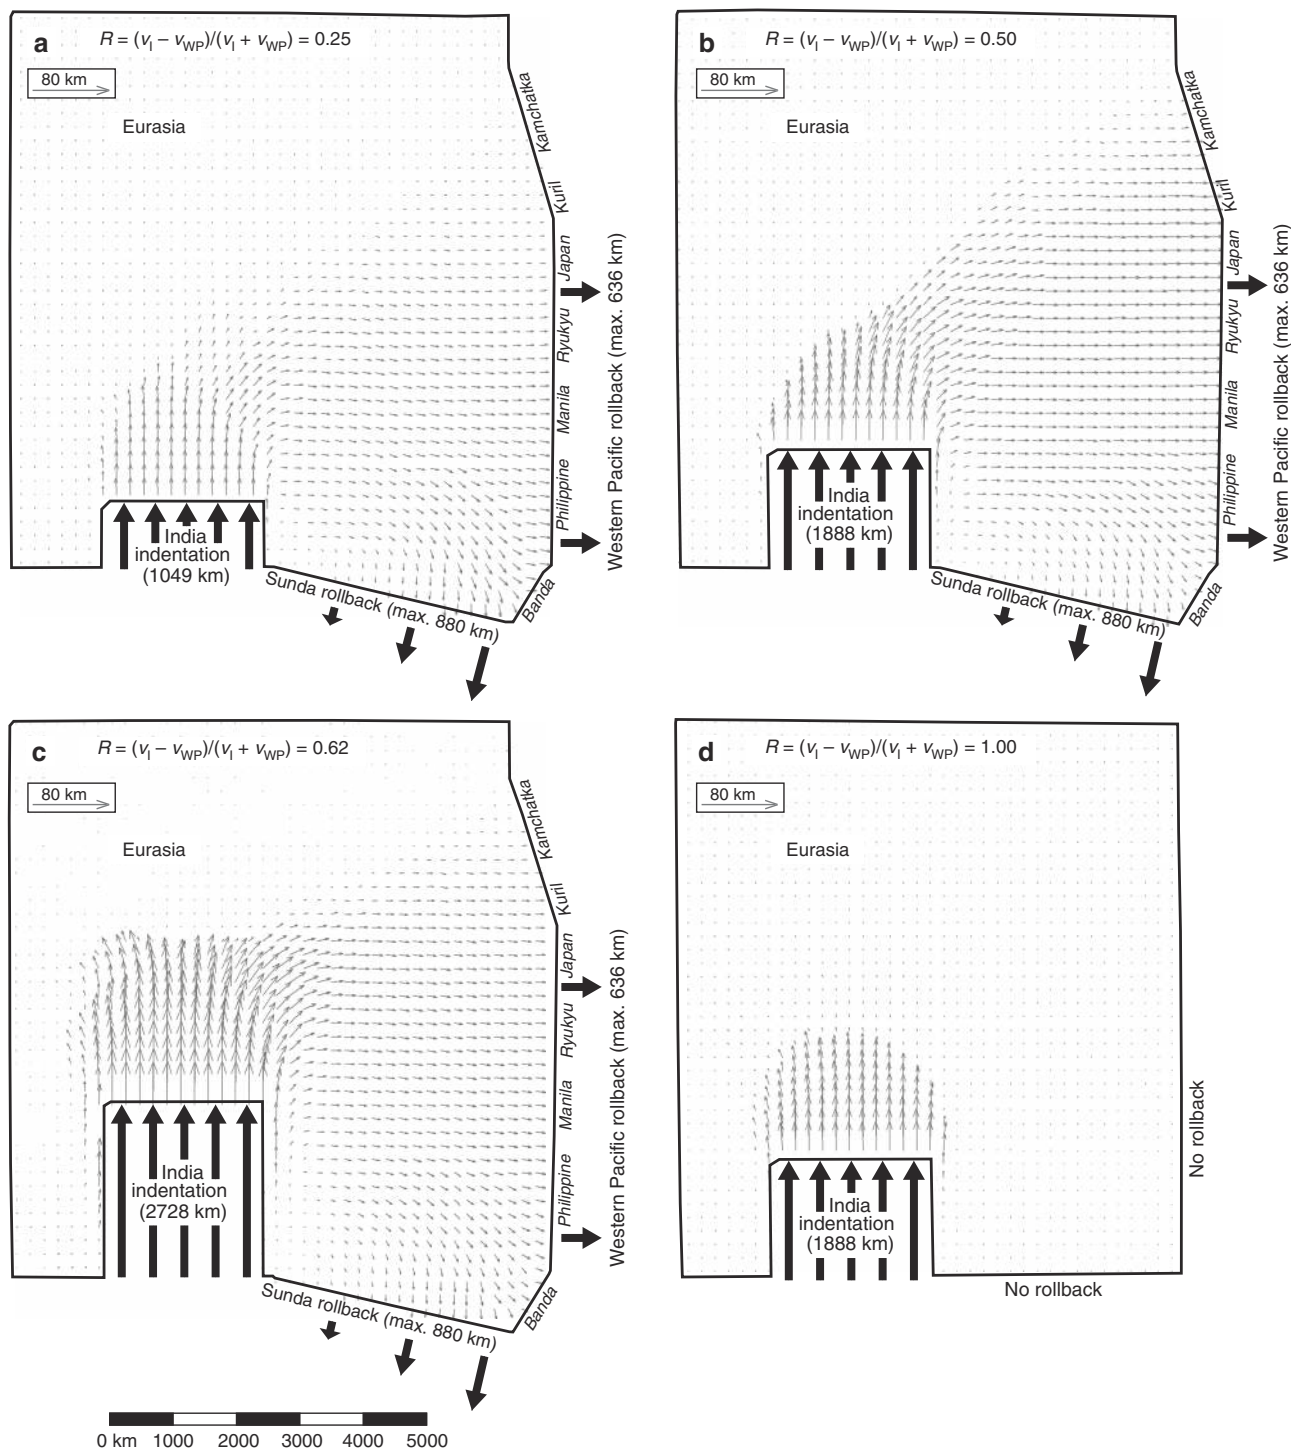 a
R = (vI – vWP)/(vI + vWP) = 0.25
80 km
Eurasia
Kamchatka
Kuril
Japan
Ryukyu
Manila
Philippine
Banda
Western Pacific rollback (max. 636 km)
India
indentation
(1049 km)
Sunda rollback (max. 880 km)
b
R = (vI – vWP)/(vI + vWP) = 0.50
80 km
Eurasia
Kamchatka
Kuril
Japan
Ryukyu
Manila
Philippine
Banda
Western Pacific rollback (max. 636 km)
India
indentation
(1888 km)
Sunda rollback (max. 880 km)
c
R = (vI – vWP)/(vI + vWP) = 0.62
80 km
Eurasia
Kamchatka
Kuril
Japan
Ryukyu
Manila
Philippine
Banda
Western Pacific rollback (max. 636 km)
India
indentation
(2728 km)
Sunda rollback (max. 880 km)
d
R = (vI – vWP)/(vI + vWP) = 1.00
80 km
Eurasia
No rollback
India
indentation
(1888 km)
No rollback
0 km 1000 2000 3000 4000 5000